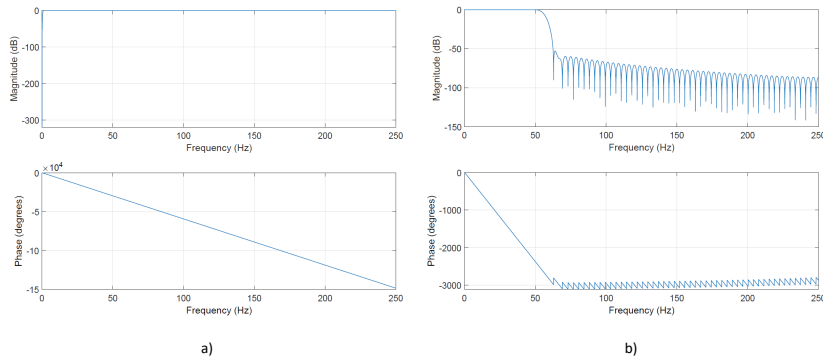 0
-100
-200
-300
Magnitude (dB)
0 50 100 150 200 250
Frequency (Hz)
× 10⁴
0
-5
-10
-15
Phase (degrees)
0 50 100 150 200 250
Frequency (Hz)
a)
0
-50
-100
-150
Magnitude (dB)
0 50 100 150 200 250
Frequency (Hz)
0
-1000
-2000
-3000
Phase (degrees)
0 50 100 150 200 250
Frequency (Hz)
b)